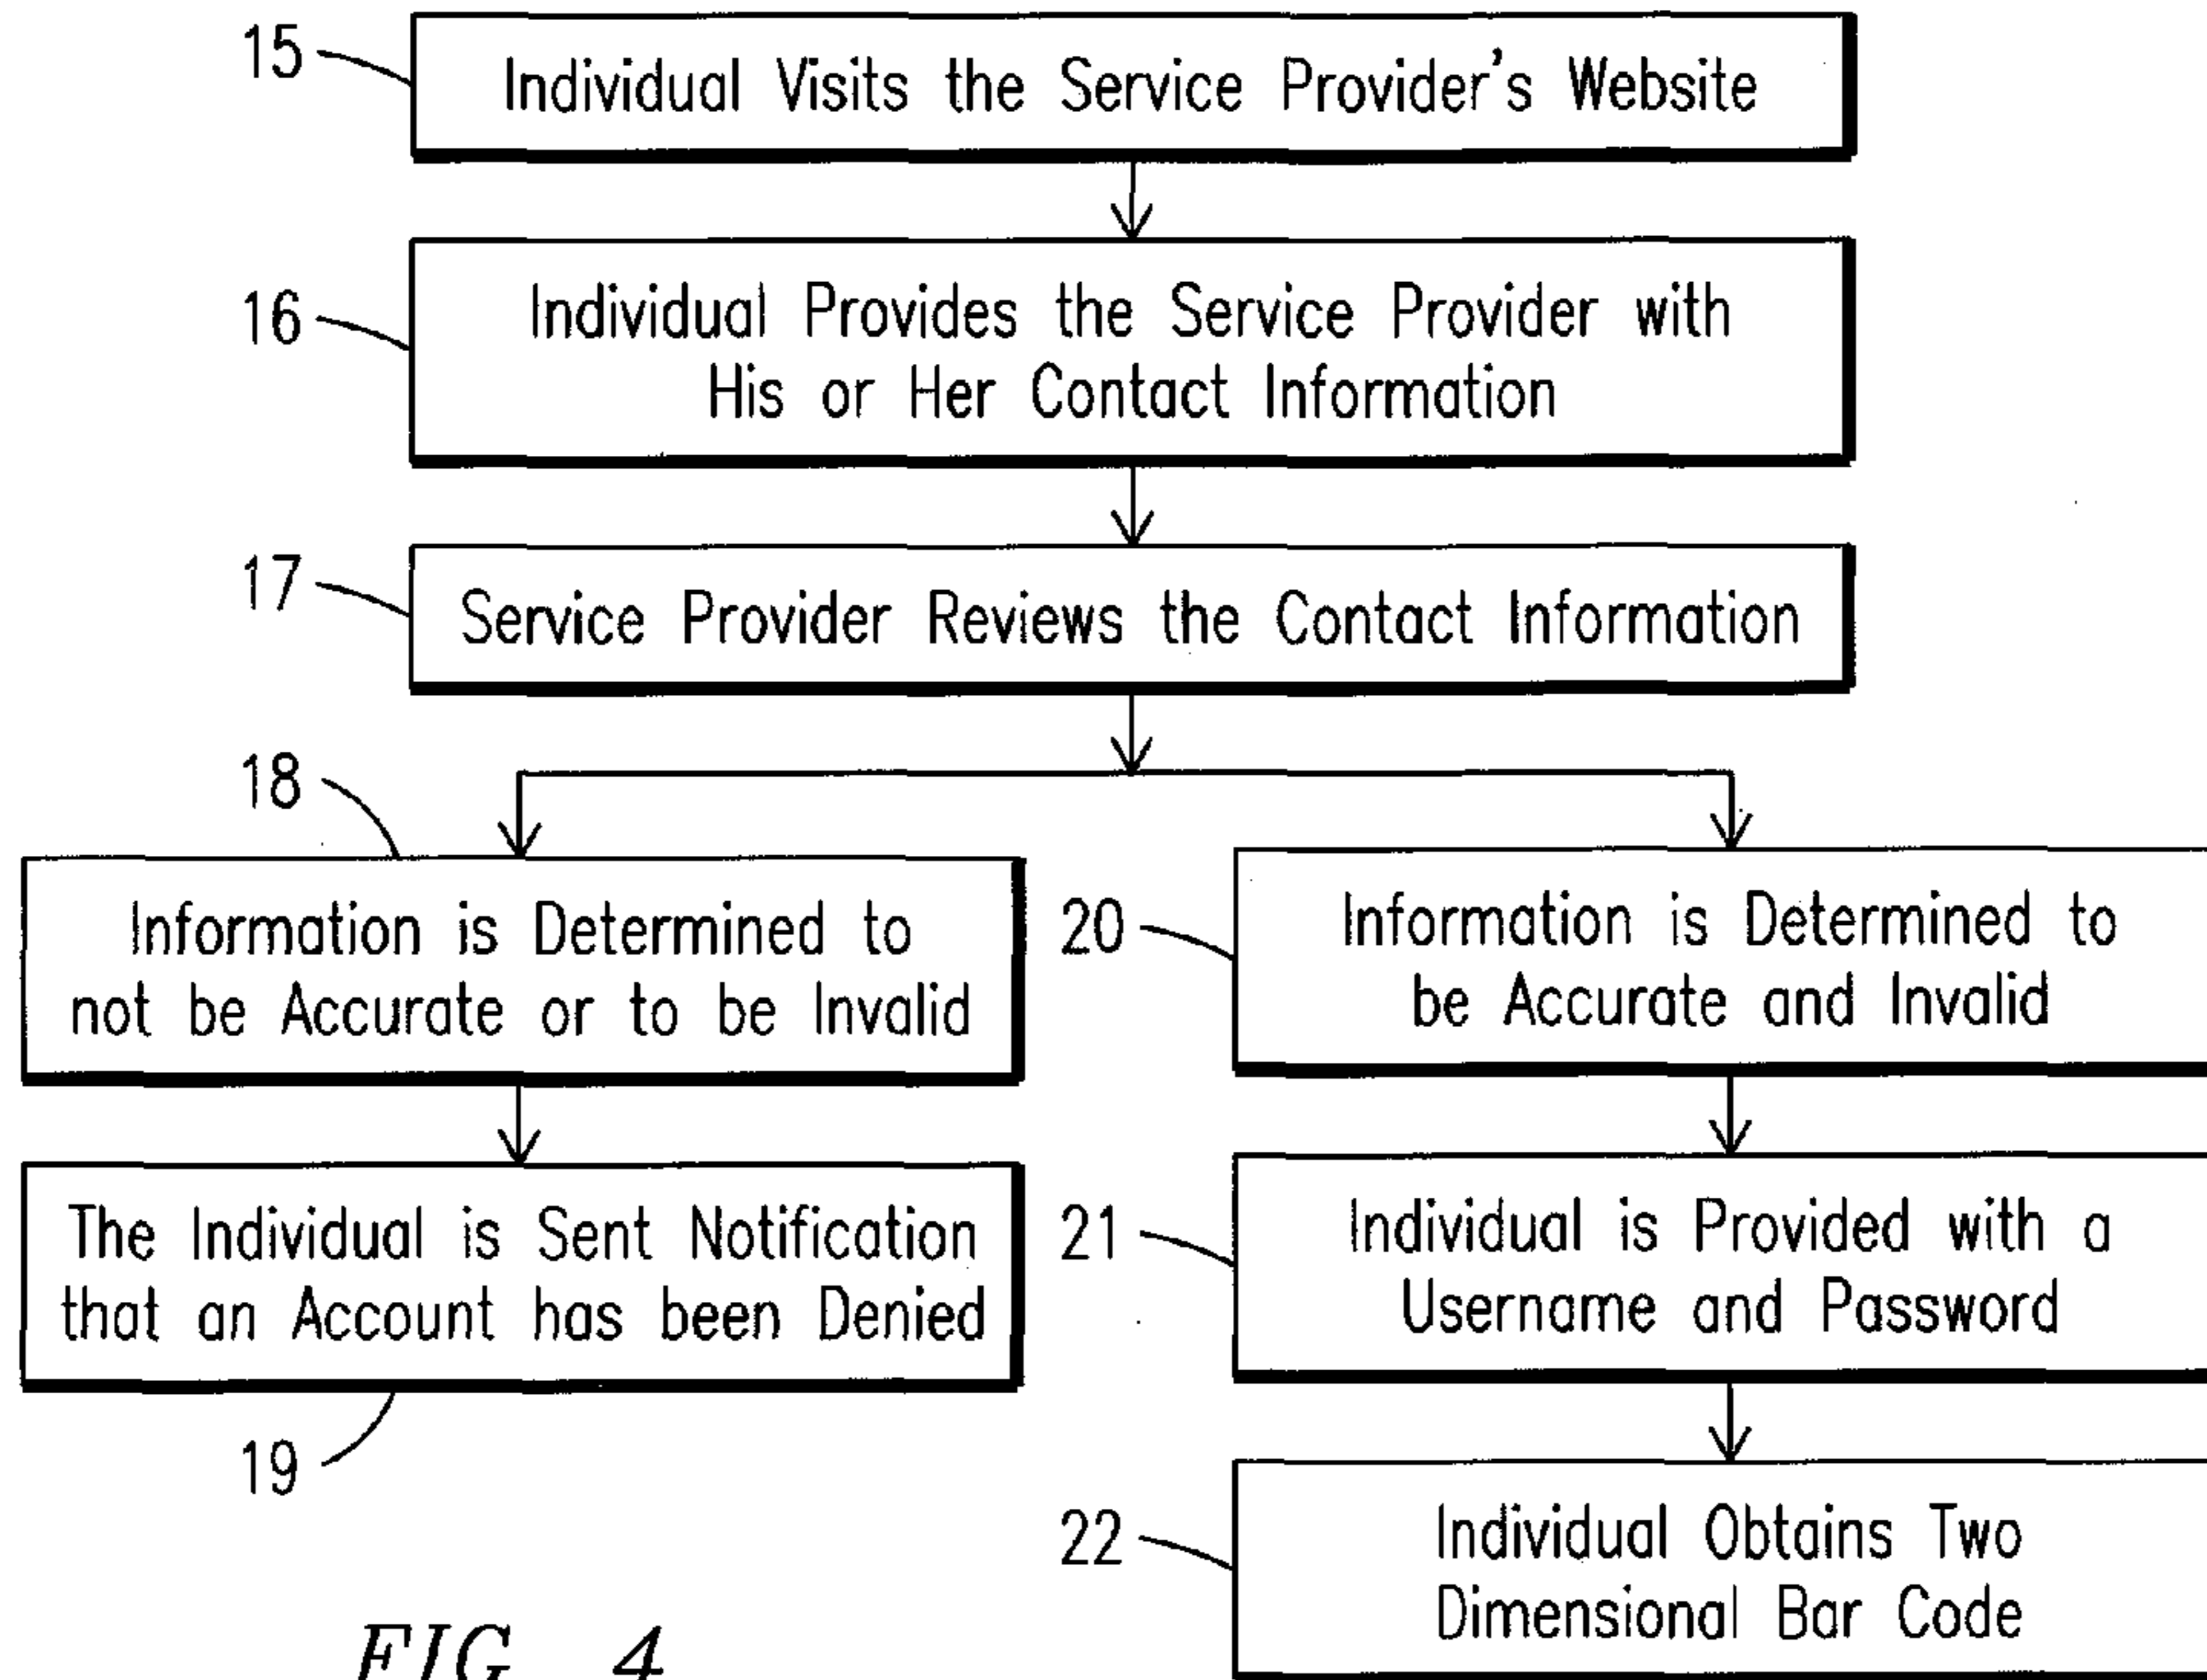 15
Individual Visits the Service Provider's Website
16
Individual Provides the Service Provider with
His or Her Contact Information
17
Service Provider Reviews the Contact Information
18
Information is Determined to
not be Accurate or to be Invalid
The Individual is Sent Notification
that an Account has been Denied
19
20
Information is Determined to
be Accurate and Invalid
21
Individual is Provided with a
Username and Password
22
Individual Obtains Two
Dimensional Bar Code
FIG. 4